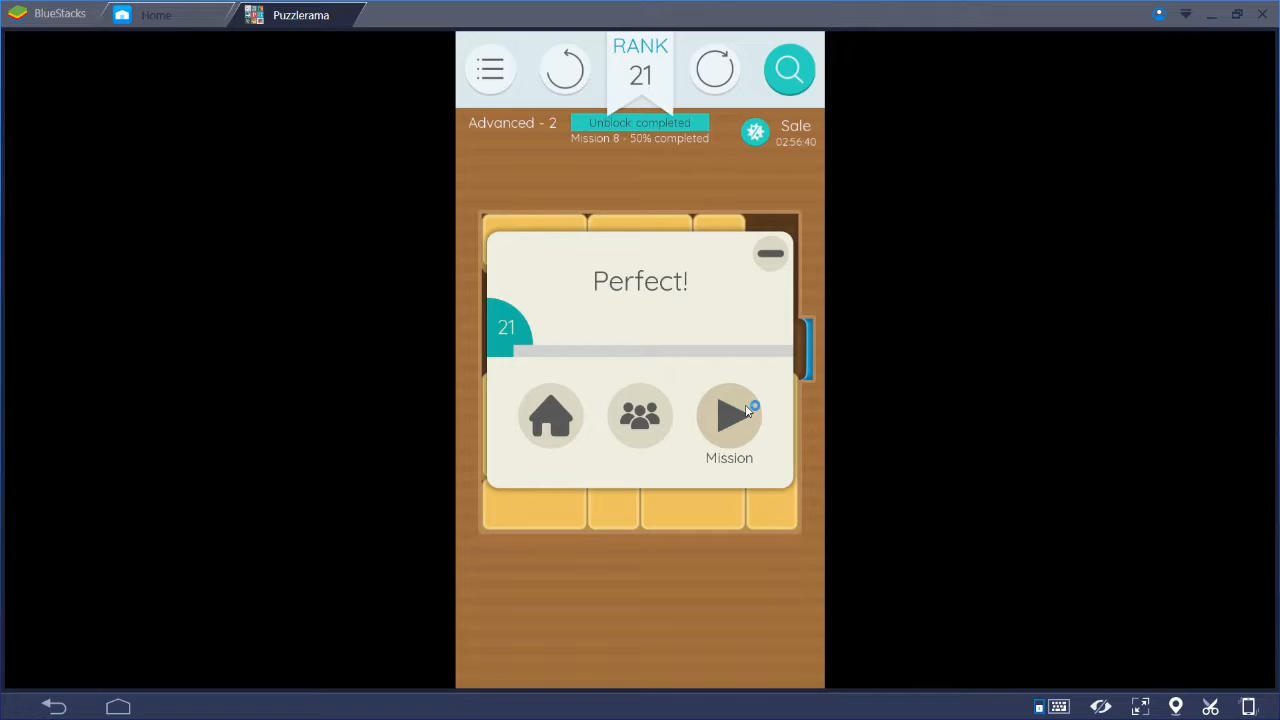 BlueStacks
Home
Puzzlerama
RANK
21
Advanced - 2
Unblock: completed
Mission 8 - 50% completed
Sale
02:56:40
Perfect!
21
Mission